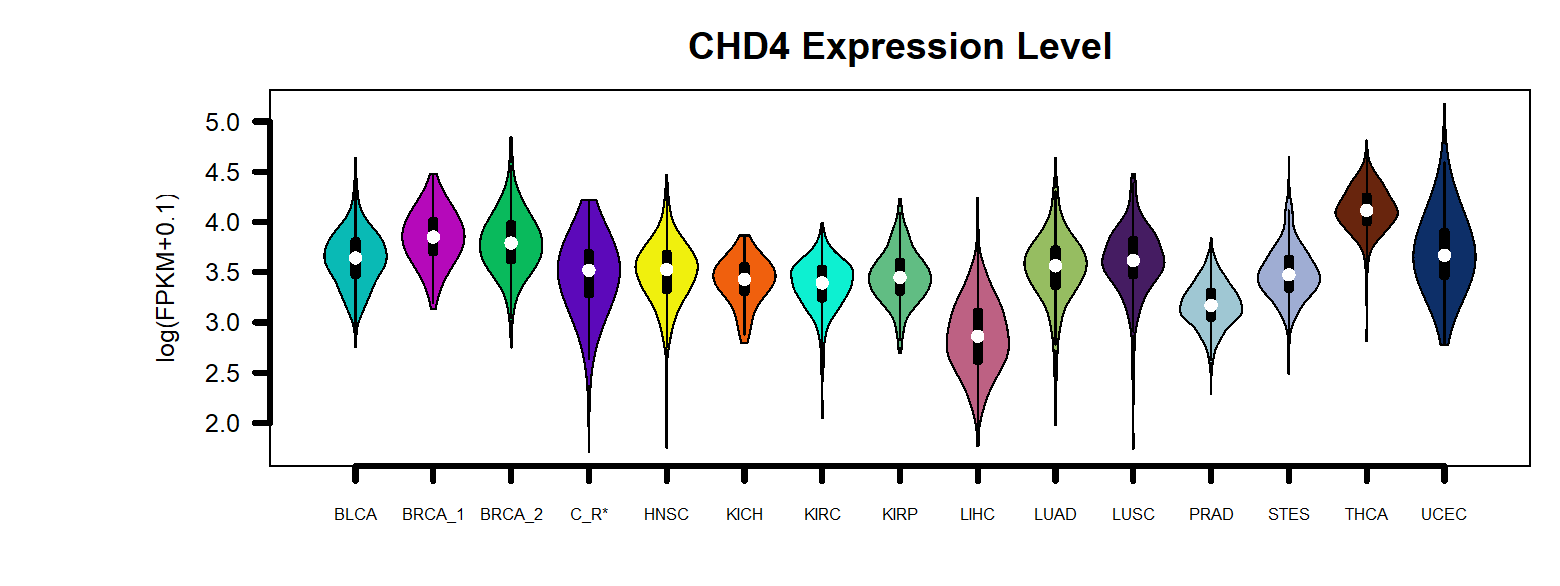 CHD4 Expression Level
log(FPKM+0.1)
5.0
4.5
4.0
3.5
3.0
2.5
2.0
BLCA BRCA_1 BRCA_2 C_R* HNSC KICH KIRC KIRP LIHC LUAD LUSC PRAD STES THCA UCEC